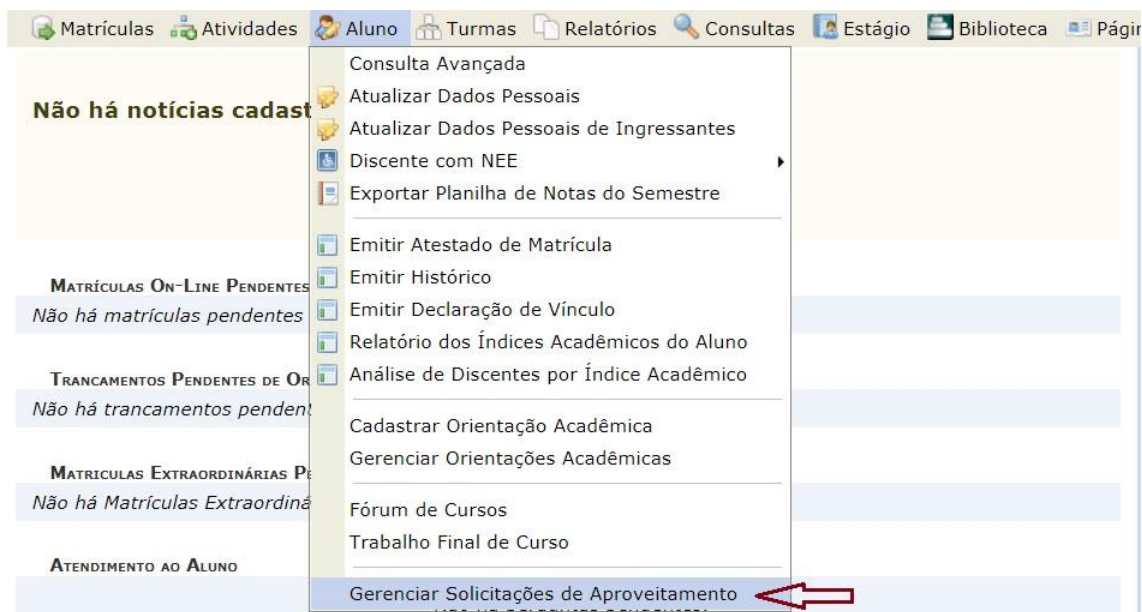 Matrículas Atividades Aluno Turmas Relatórios Consultas Estágio Biblioteca Págin
Não há notícias cadast
Consulta Avançada
Atualizar Dados Pessoais
Atualizar Dados Pessoais de Ingressantes
Discente com NEE
Exportar Planilha de Notas do Semestre
Emitir Atestado de Matrícula
Emitir Histórico
Emitir Declaração de Vínculo
Relatório dos Índices Acadêmicos do Aluno
Análise de Discentes por Índice Acadêmico
Cadastrar Orientação Acadêmica
Gerenciar Orientações Acadêmicas
Fórum de Cursos
Trabalho Final de Curso
Gerenciar Solicitações de Aproveitamento
Matrículas On-Line Pendentes
Não há matrículas pendentes
Trancamentos Pendentes de Or
Não há trancamentos pendent
Matriculas Extraordinárias Pe
Não há Matrículas Extraordiná
Atendimento ao Aluno